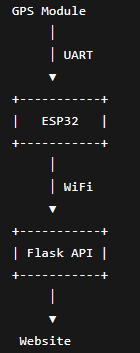 GPS Module
│
│ UART
▼
+-----------+
|   ESP32   |
+-----------+
│
│ WiFi
▼
+-----------+
| Flask API |
+-----------+
│
▼
Website